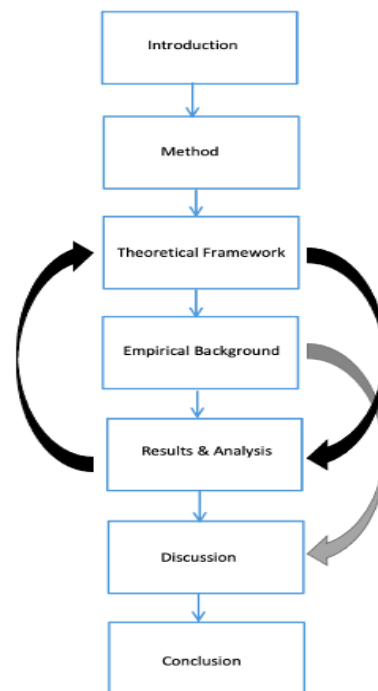 Introduction
Method
Theoretical Framework
Empirical Background
Results & Analysis
Discussion
Conclusion